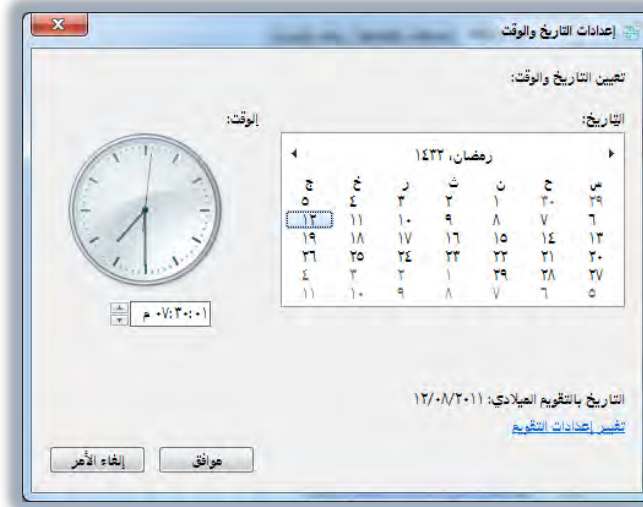 إعدادات التاريخ والوقت
تعيين التاريخ والوقت:
التاريخ:
رمضان، ١٤٣٢
س ح ن ث ر خ ج
٢٩ ٣٠ ١ ٢ ٣ ٤ ٥
٦ ٧ ٨ ٩ ١٠ ١١ ١٢
١٣ ١٤ ١٥ ١٦ ١٧ ١٨ ١٩
٢٠ ٢١ ٢٢ ٢٣ ٢٤ ٢٥ ٢٦
٢٧ ٢٨ ٢٩ ١ ٢ ٣ ٤
٥ ٦ ٧ ٨ ٩ ١٠ ١١
الوقت:
٠٧:٣٠:٠١ م
التاريخ بالتقويم الميلادي: ١٢/٠٨/٢٠١١
تغيير إعدادات التقويم
موافق
إلغاء الأمر